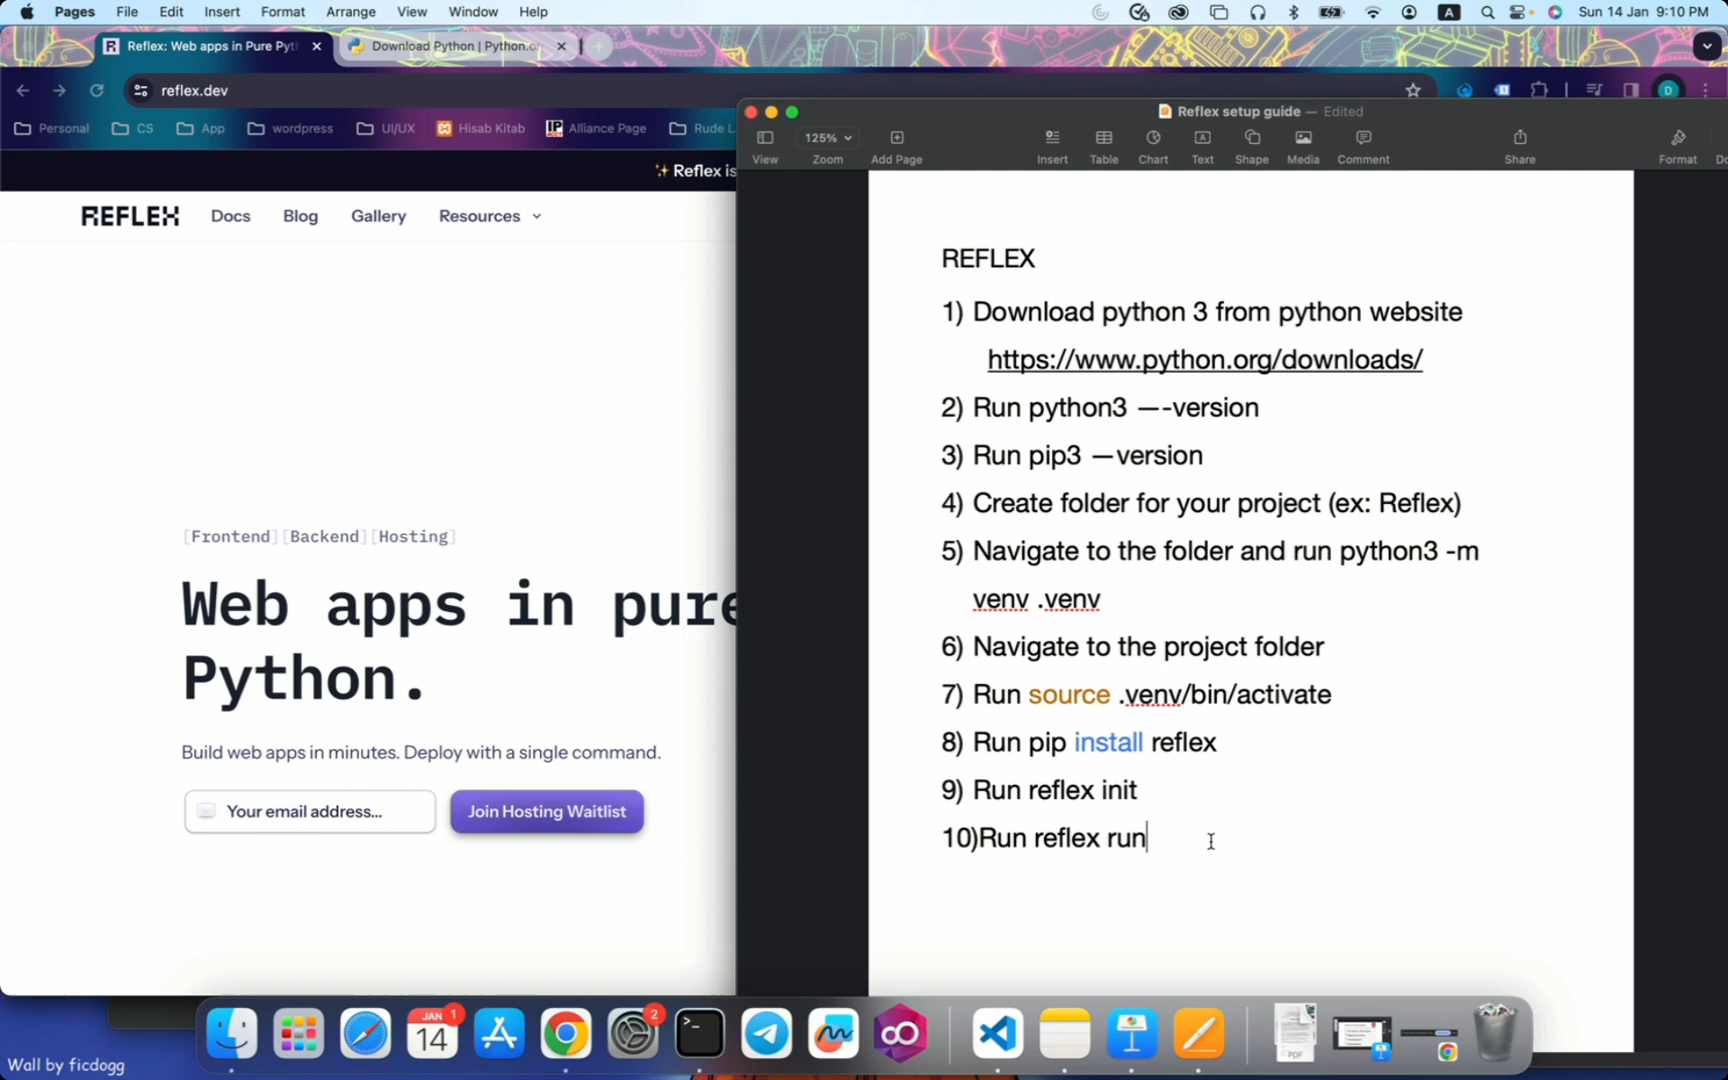 Pages File Edit Insert Format Arrange View Window Help A Sun 14 Jan 9:10 PM
Reflex: Web apps in Pure Pyt Download Python | Python.o
reflex.dev
Personal CS App wordpress UI/UX Hisab Kitab Alliance Page Rude L
✨ Reflex is
REFLEX Docs Blog Gallery Resources
[Frontend][Backend][Hosting]
Web apps in pure
Python.
Build web apps in minutes. Deploy with a single command.
Your email address... Join Hosting Waitlist
Reflex setup guide — Edited
125%
View Zoom Add Page Insert Table Chart Text Shape Media Comment Share Format
REFLEX
1) Download python 3 from python website
https://www.python.org/downloads/
2) Run python3 —-version
3) Run pip3 —version
4) Create folder for your project (ex: Reflex)
5) Navigate to the folder and run python3 -m
venv .venv
6) Navigate to the project folder
7) Run source .venv/bin/activate
8) Run pip install reflex
9) Run reflex init
10)Run reflex run
JAN 1
14
2
PDF
Wall by ficdogg